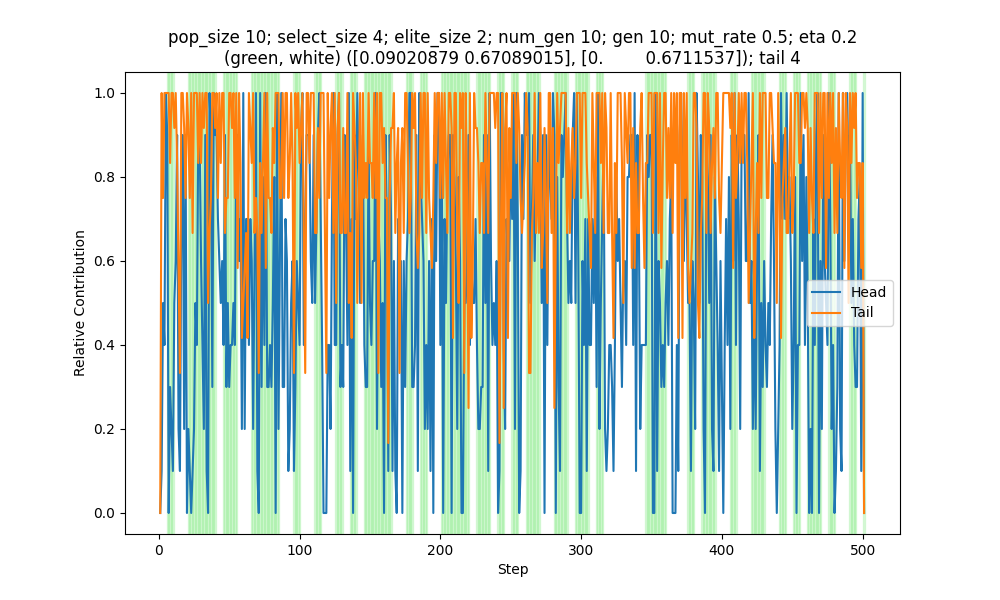 pop_size 10; select_size 4; elite_size 2; num_gen 10; gen 10; mut_rate 0.5; eta 0.2
(green, white) ([0.09020879 0.67089015], [0. 0.6711537]); tail 4
1.0
0.8
0.6
0.4
0.2
0.0
Relative Contribution
Head
Tail
0
100
200
300
400
500
Step